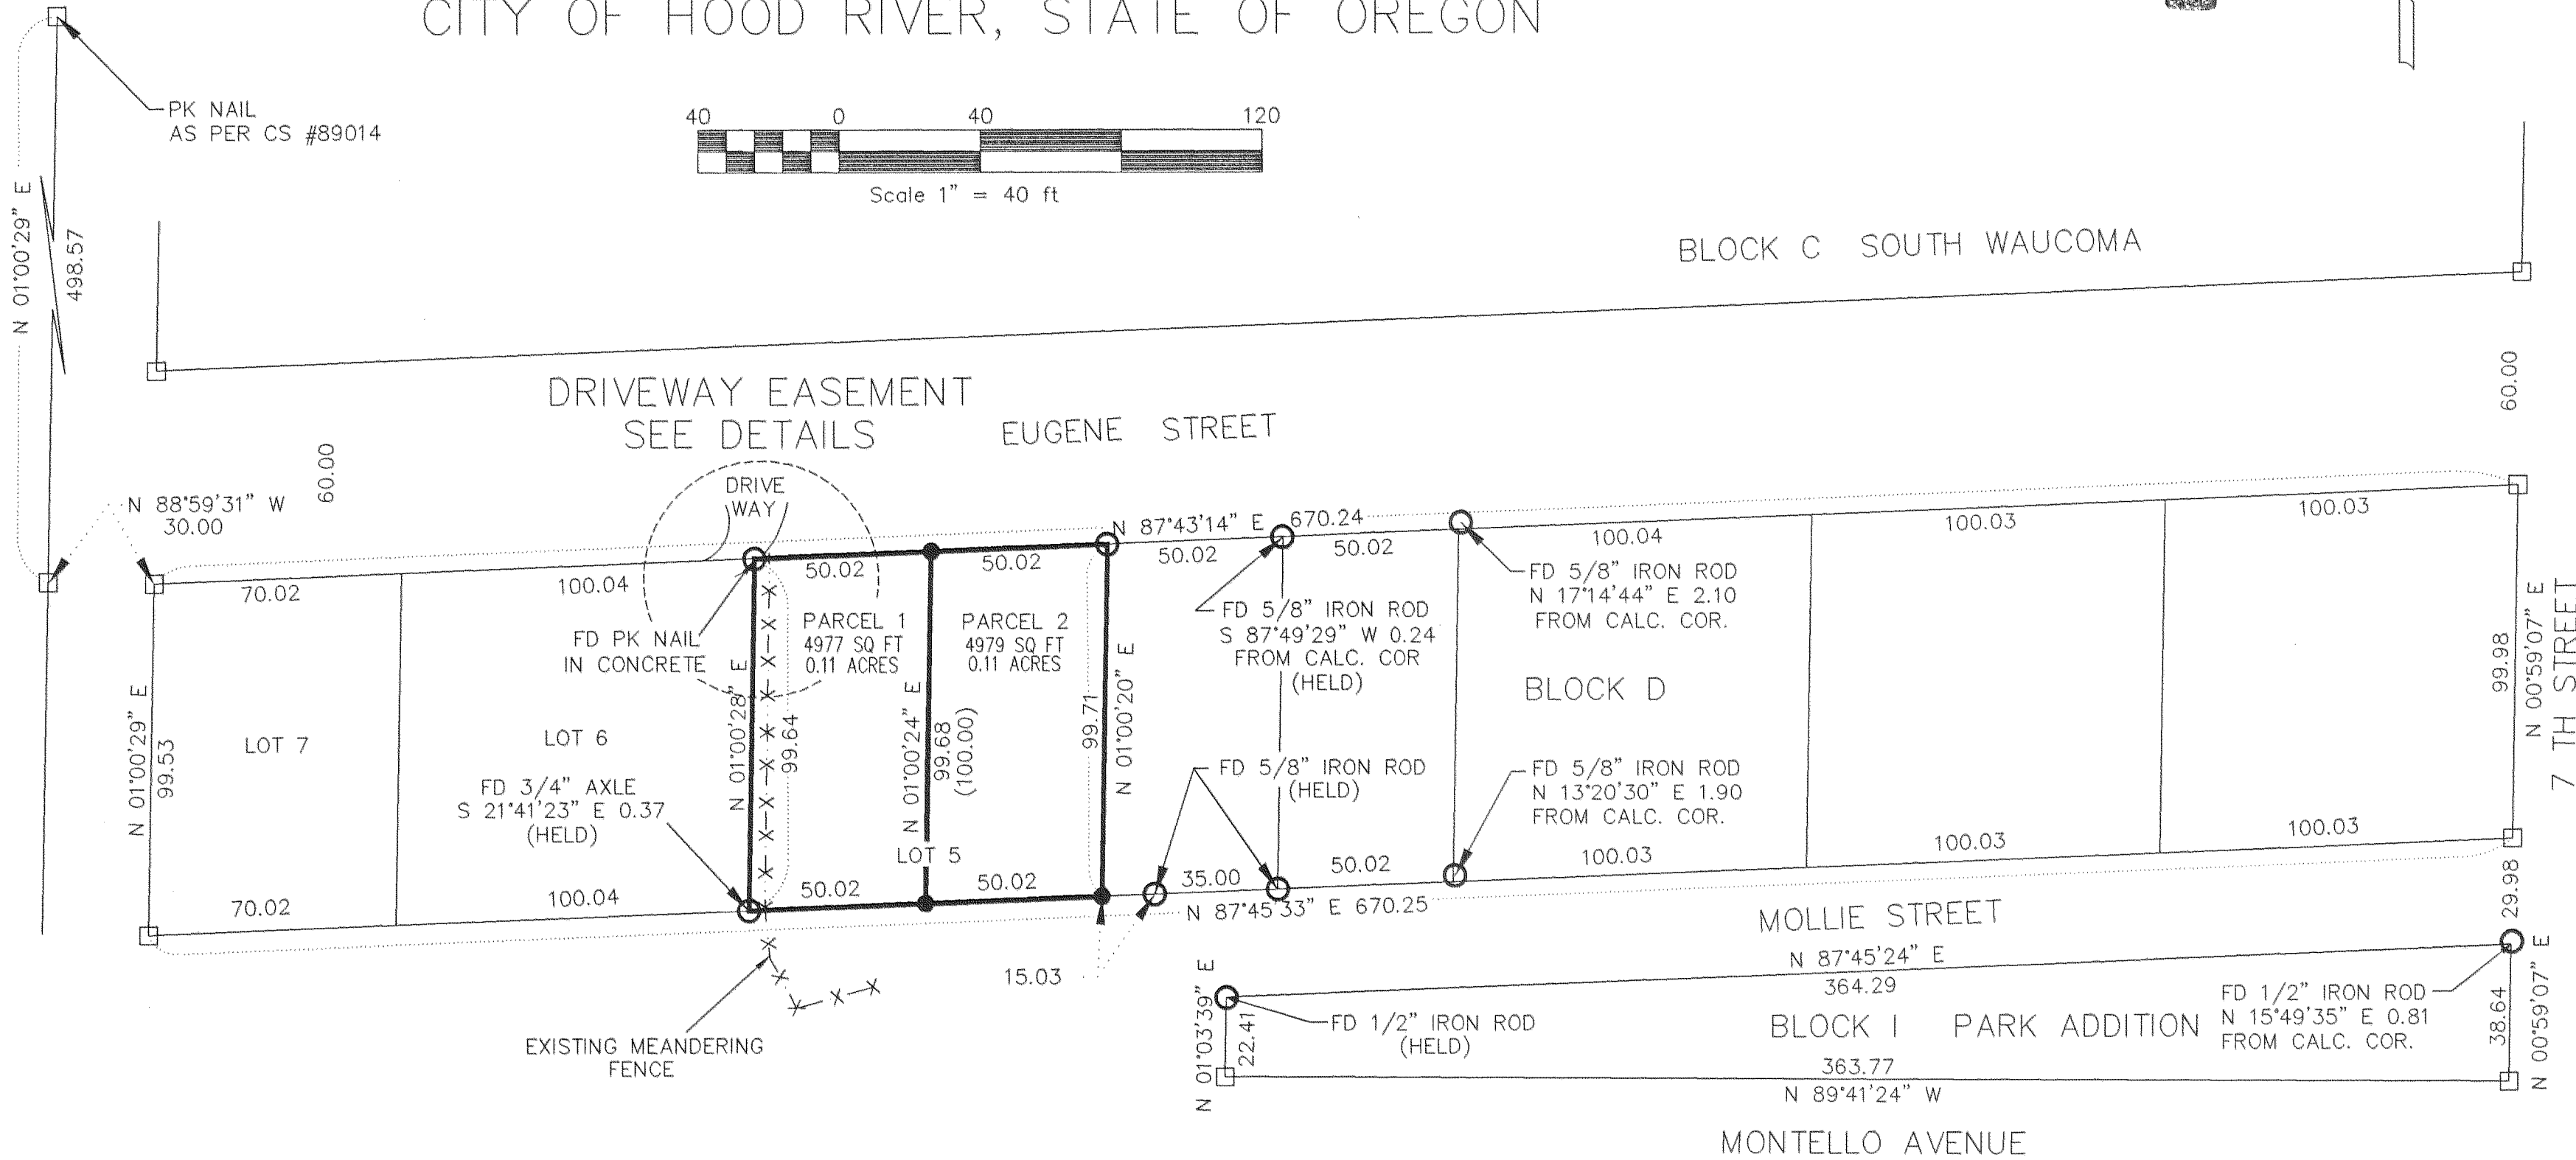 CITY OF HOOD RIVER, STATE OF OREGON
PK NAIL
AS PER CS #89014
40 0 40 120
Scale 1" = 40 ft
N 01°00'29" E
498.57
BLOCK C SOUTH WAUCOMA
DRIVEWAY EASEMENT
SEE DETAILS
EUGENE STREET
60.00
60.00
N 88°59'31" W
30.00
DRIVE
WAY
N 87°43'14" E 670.24
70.02
100.04
50.02
50.02
50.02
50.02
100.04
100.03
100.03
FD PK NAIL
IN CONCRETE
PARCEL 1
4977 SQ FT
0.11 ACRES
PARCEL 2
4979 SQ FT
0.11 ACRES
FD 5/8" IRON ROD
S 87°49'29" W 0.24
FROM CALC. COR
(HELD)
FD 5/8" IRON ROD
N 17°14'44" E 2.10
FROM CALC. COR.
BLOCK D
N 01°00'29" E
99.53
LOT 7
LOT 6
N 01°00'28" E
99.64
N 01°00'24" E
99.68
(100.00)
99.71
N 01°00'20" E
99.98
N 00°59'07" E
7 TH STREET
FD 3/4" AXLE
S 21°41'23" E 0.37
(HELD)
FD 5/8" IRON ROD
(HELD)
FD 5/8" IRON ROD
N 13°20'30" E 1.90
FROM CALC. COR.
LOT 5
70.02
100.04
50.02
50.02
35.00
50.02
100.03
100.03
100.03
N 87°45'33" E 670.25
15.03
MOLLIE STREET
29.98
EXISTING MEANDERING
FENCE
N 87°45'24" E
364.29
N 01°03'39" E
22.41
FD 1/2" IRON ROD
(HELD)
BLOCK I PARK ADDITION
FD 1/2" IRON ROD
N 15°49'35" E 0.81
FROM CALC. COR.
38.64
N 00°59'07" E
363.77
N 89°41'24" W
MONTELLO AVENUE